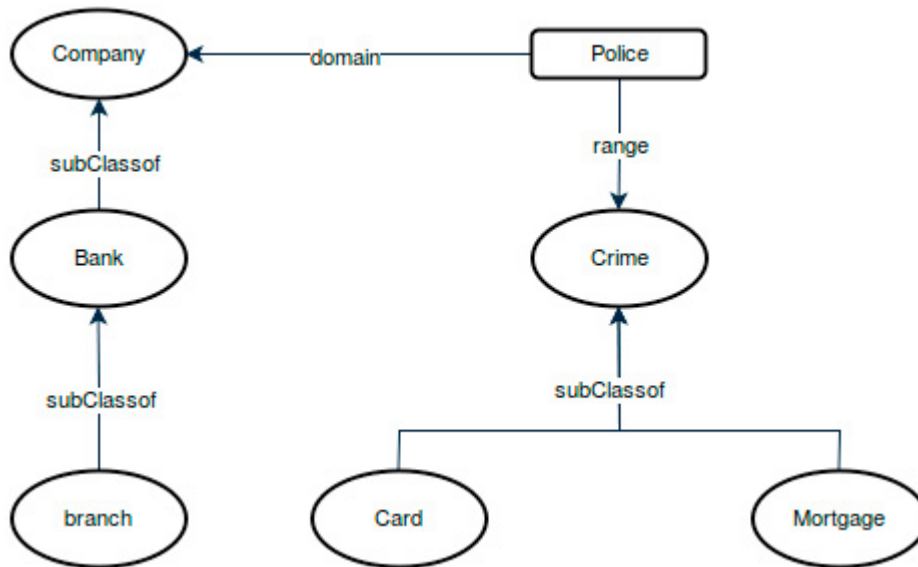 Company
domain
Police
subClassof
range
Bank
Crime
subClassof
subClassof
branch
Card
Mortgage